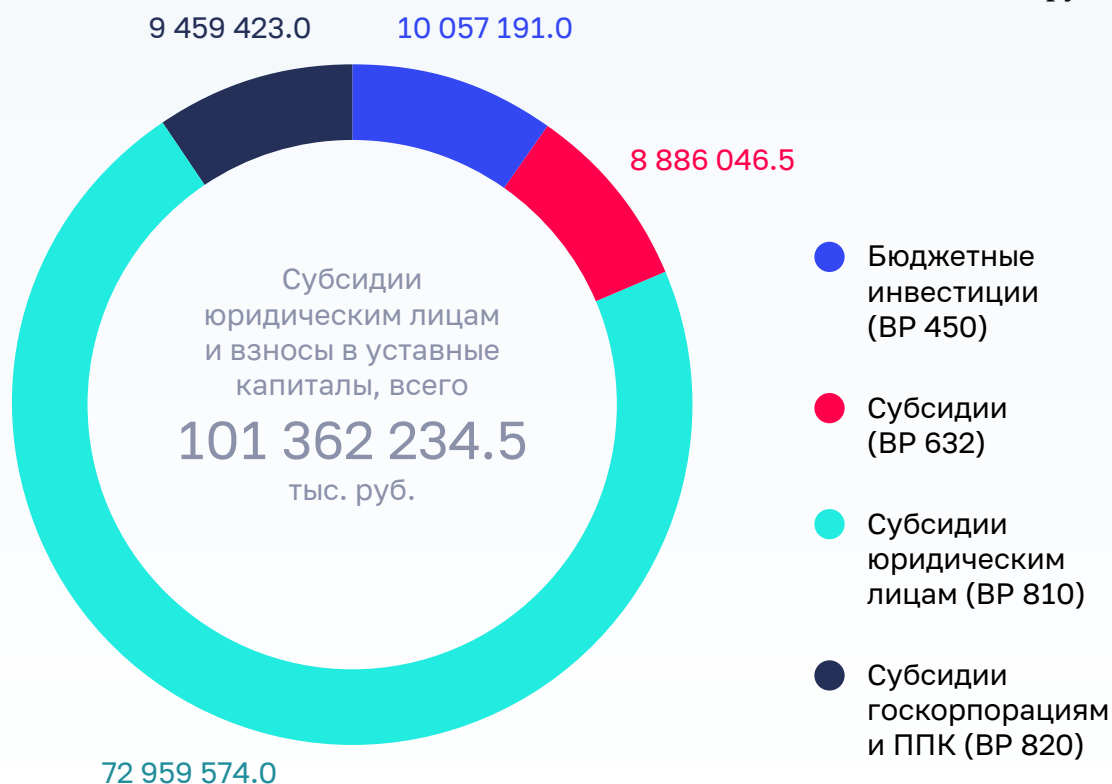 9 459 423.0
10 057 191.0
8 886 046.5
Субсидии
юридическим лицам
и взносы в уставные
капиталы, всего
101 362 234.5
тыс. руб.
72 959 574.0
Бюджетные
инвестиции
(ВР 450)
Субсидии
(ВР 632)
Субсидии
юридическим
лицам (ВР 810)
Субсидии
госкорпорациям
и ППК (ВР 820)